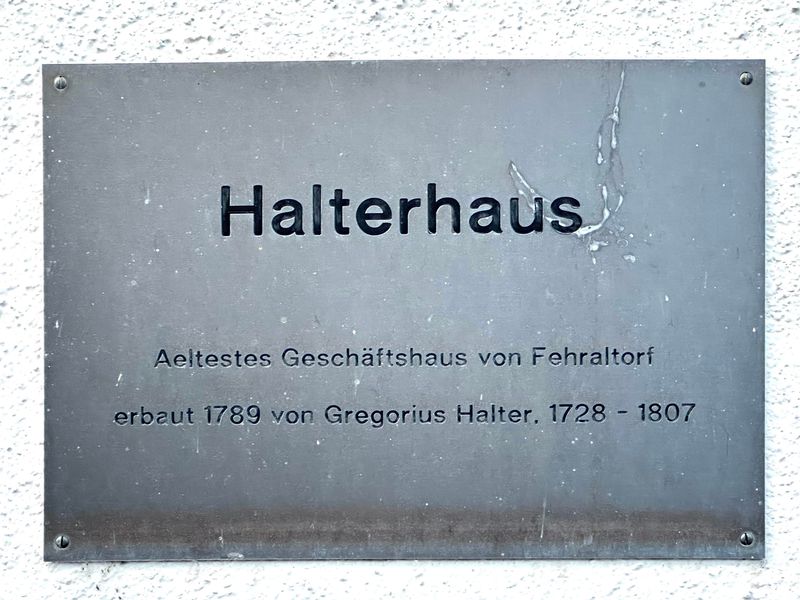 Halterhaus
Aeltestes Geschäftshaus von Fehraltorf
erbaut 1789 von Gregorius Halter, 1728 - 1807